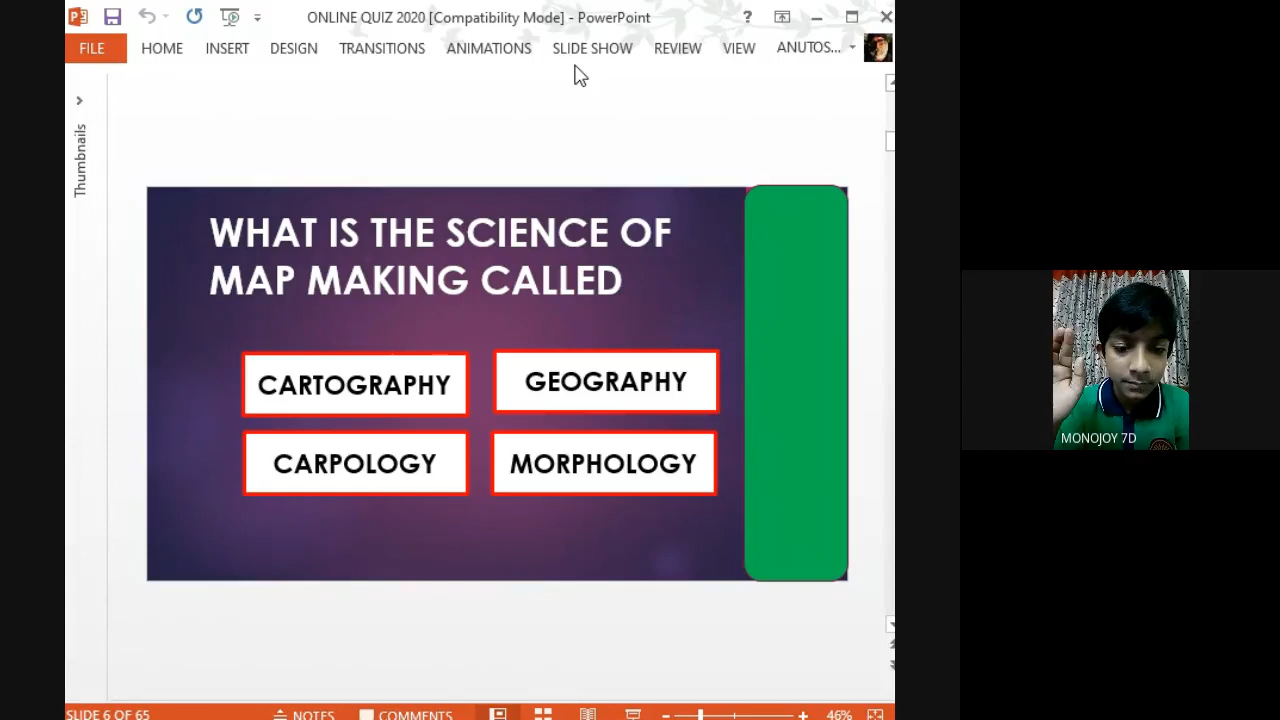 ONLINE QUIZ 2020 [Compatibility Mode] - PowerPoint
?
FILE HOME INSERT DESIGN TRANSITIONS ANIMATIONS SLIDE SHOW REVIEW VIEW ANUTOS...
Thumbnails
WHAT IS THE SCIENCE OF
MAP MAKING CALLED
CARTOGRAPHY
GEOGRAPHY
CARPOLOGY
MORPHOLOGY
MONOJOY 7D
SLIDE 6 OF 65 NOTES COMMENTS 46%